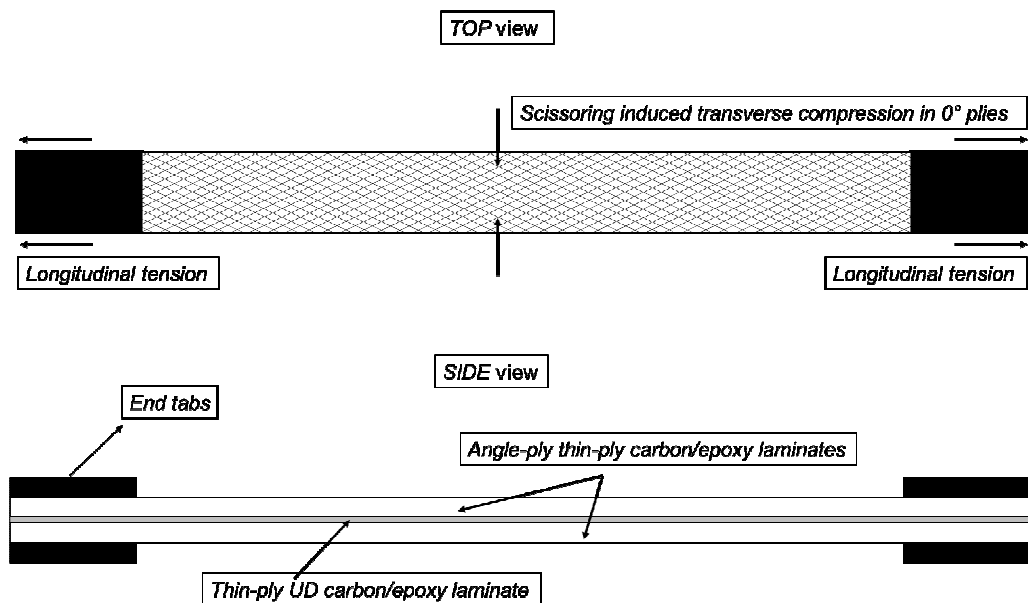 TOP view
Scissoring induced transverse compression in 0° plies
Longitudinal tension
Longitudinal tension
SIDE view
End tabs
Angle-ply thin-ply carbon/epoxy laminates
Thin-ply UD carbon/epoxy laminate